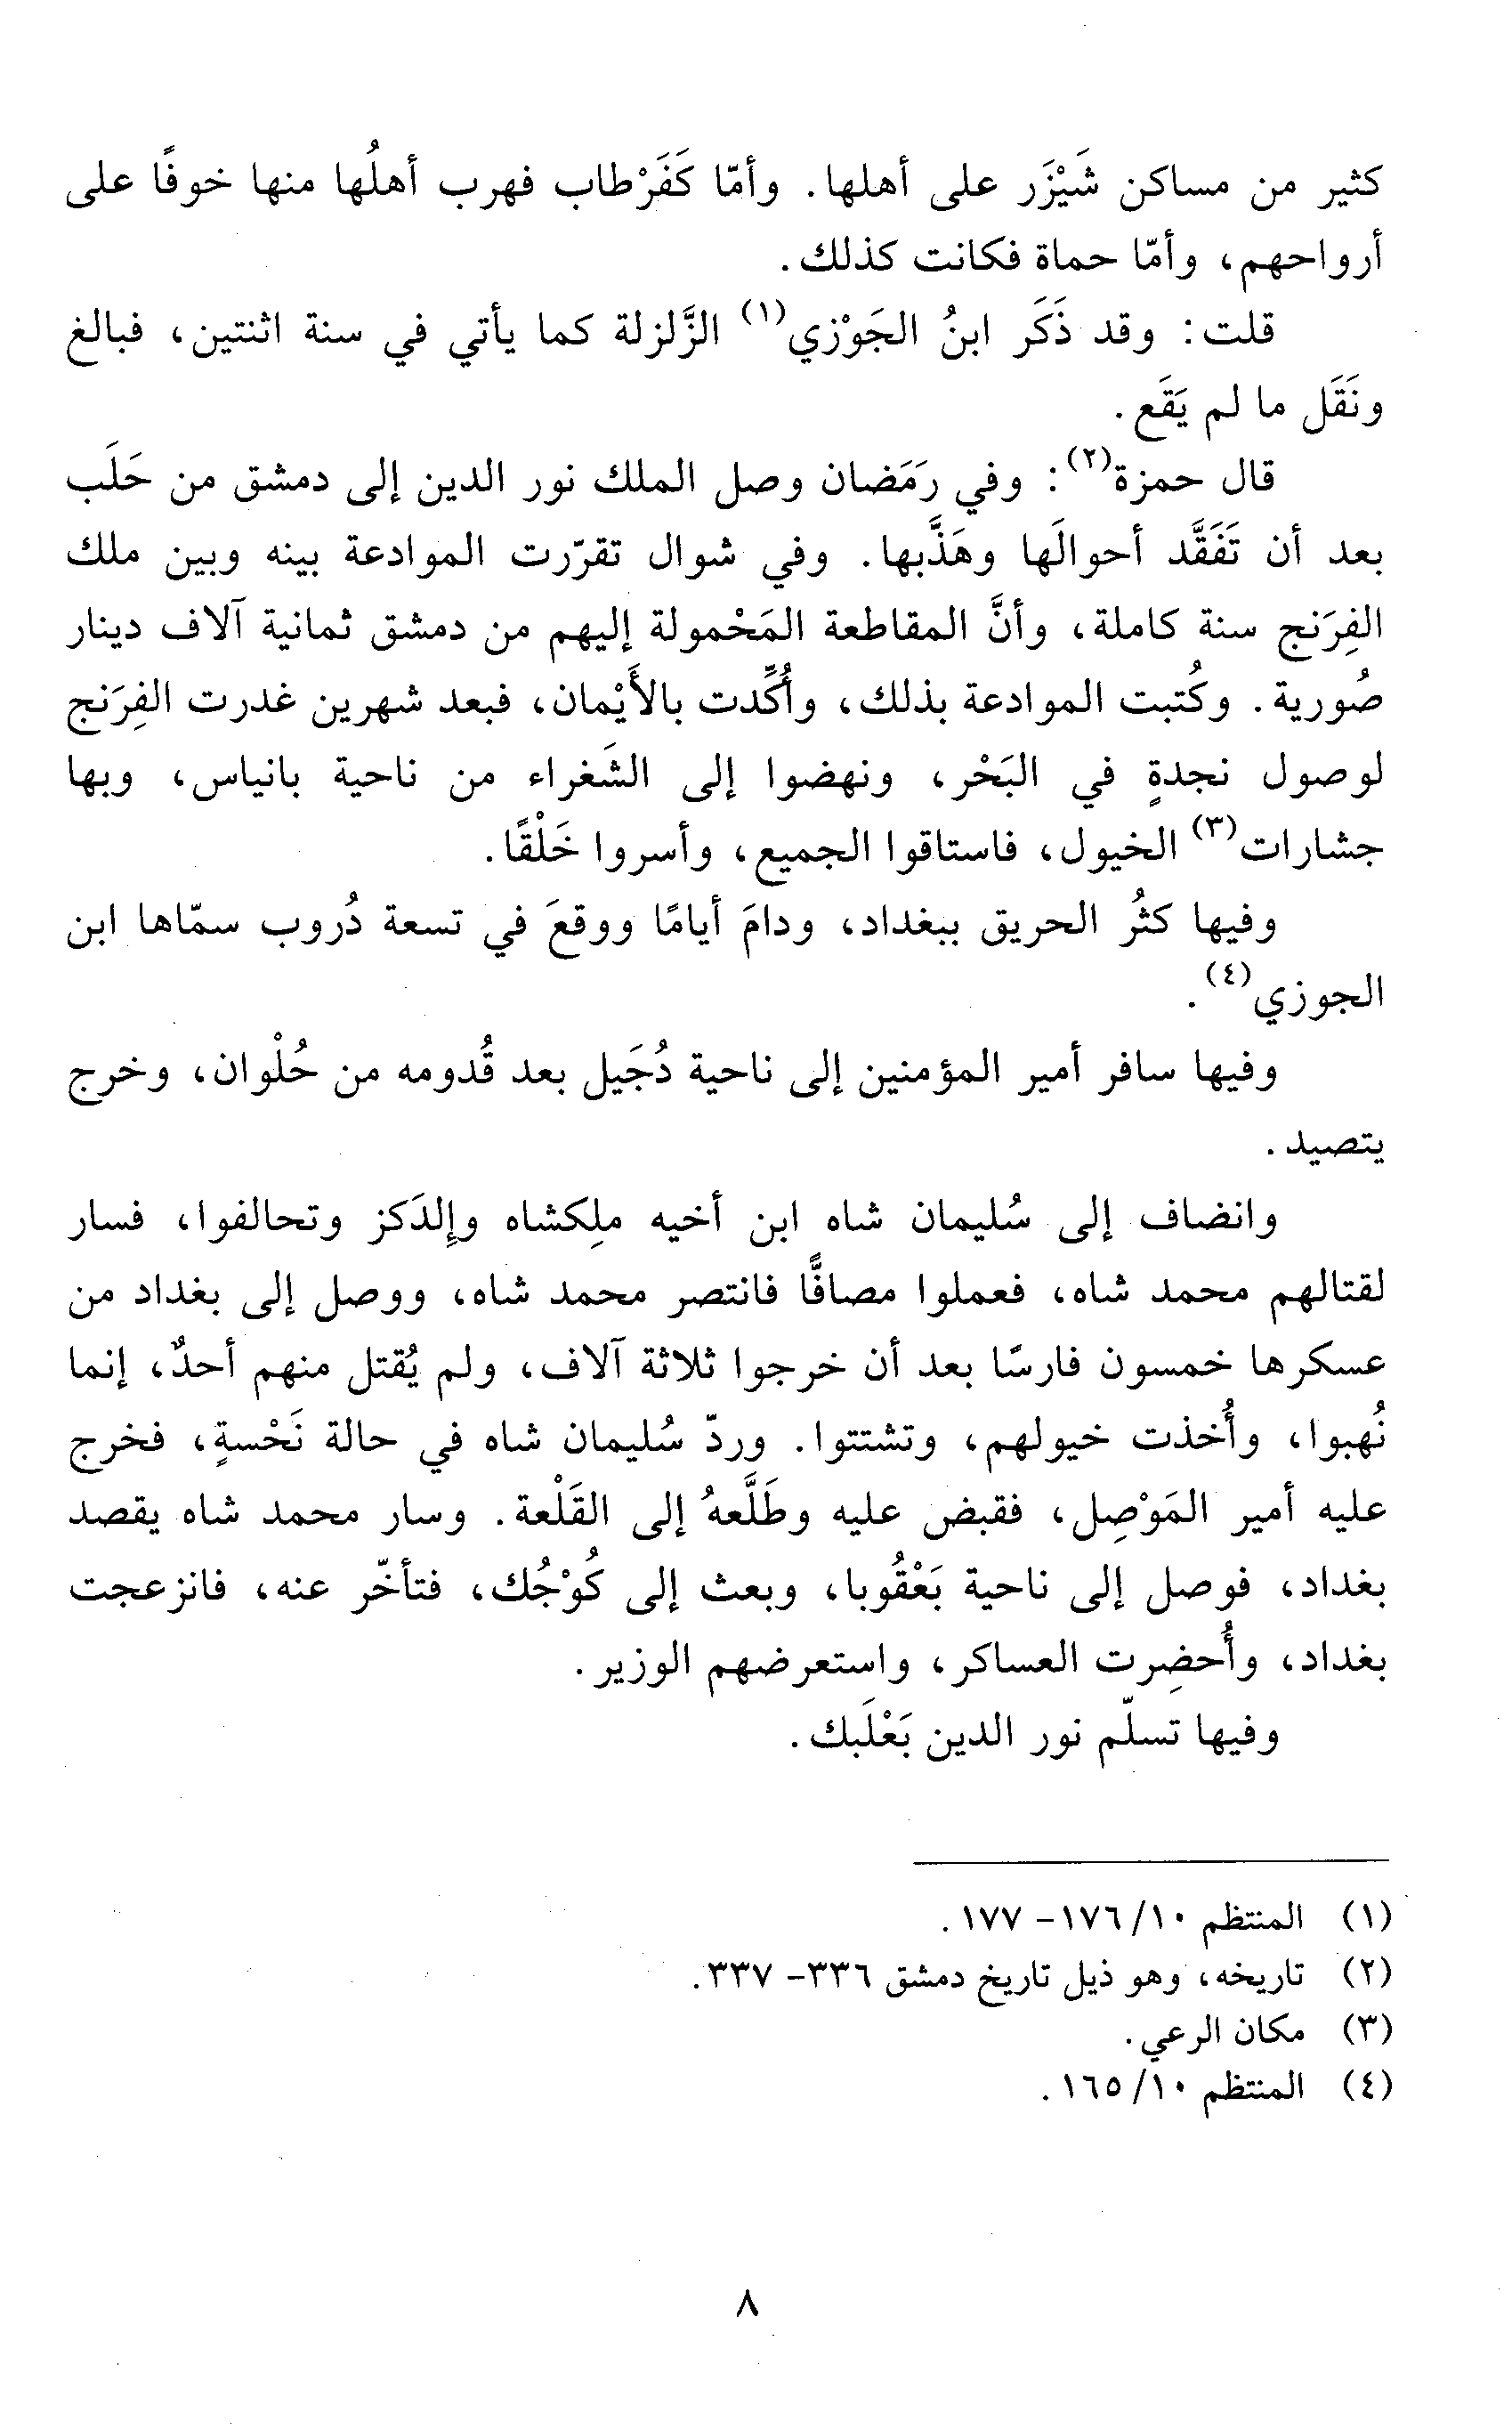 كثير من مساكن شَيْزَر على أهلها. وأمّا كَفَرْطاب فهرب أهلُها منها خوفًا على
أرواحهم، وأمّا حماة فكانت كذلك.
قلت: وقد ذَكَر ابنُ الجَوْزي(١) الزَّلزلة كما يأتي في سنة اثنتين، فبالغ
ونَقَل ما لم يَقَع.
قال حمزة(٢): وفي رَمَضان وصل الملك نور الدين إلى دمشق من حَلَب
بعد أن تَفَقَّد أحوالَها وهَذَّبها. وفي شوال تقرّرت الموادعة بينه وبين ملك
الفِرَنج سنة كاملة، وأنَّ المقاطعة المَحْمولة إليهم من دمشق ثمانية آلاف دينار
صُورية. وكُتبت الموادعة بذلك، وأُكِّدت بالأَيْمان، فبعد شهرين غدرت الفِرَنج
لوصول نجدةٍ في البَحْر، ونهضوا إلى الشَغراء من ناحية بانياس، وبها
جشارات(٣) الخيول، فاستاقوا الجميع، وأسروا خَلْقًا.
وفيها كثُر الحريق ببغداد، ودامَ أيامًا ووقعَ في تسعة دُروب سمّاها ابن
الجوزي(٤).
وفيها سافر أمير المؤمنين إلى ناحية دُجَيل بعد قُدومه من حُلْوان، وخرج
يتصيد.
وانضاف إلى سُليمان شاه ابن أخيه ملِكشاه وإِلدَكز وتحالفوا، فسار
لقتالهم محمد شاه، فعملوا مصافًّا فانتصر محمد شاه، ووصل إلى بغداد من
عسكرها خمسون فارسًا بعد أن خرجوا ثلاثة آلاف، ولم يُقتل منهم أحدٌ، إنما
نُهبوا، وأُخذت خيولهم، وتشتتوا. وردّ سُليمان شاه في حالة نَحْسةٍ، فخرج
عليه أمير المَوْصِل، فقبض عليه وطَلَّعهُ إلى القَلْعة. وسار محمد شاه يقصد
بغداد، فوصل إلى ناحية بَعْقُوبا، وبعث إلى كُوْجُك، فتأخّر عنه، فانزعجت
بغداد، وأُحضِرت العساكر، واستعرضهم الوزير.
وفيها تسلّم نور الدين بَعْلَبك.
(١) المنتظم ١٠/ ١٧٦- ١٧٧.
(٢) تاريخه، وهو ذيل تاريخ دمشق ٣٣٦- ٣٣٧.
(٣) مكان الرعي.
(٤) المنتظم ١٠/ ١٦٥.
٨